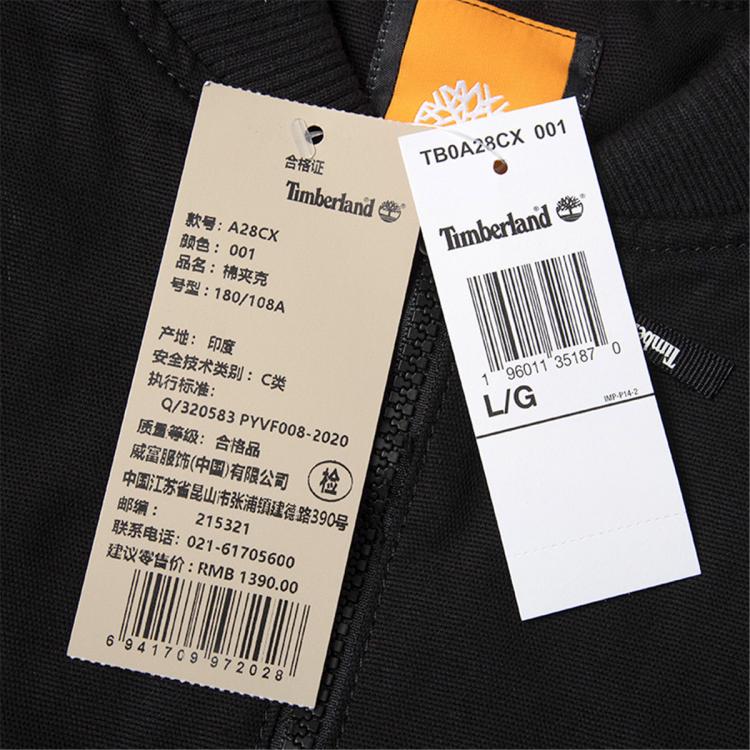 合格证
Timberland
款号: A28CX
颜色: 001
品名: 棉夹克
号型: 180/108A
产地: 印度
安全技术类别: C类
执行标准:
Q/320583 PYVF008-2020
质量等级: 合格品
威富服饰(中国)有限公司
检
中国江苏省昆山市张浦镇建德路390号
邮编: 215321
联系电话: 021-61705600
建议零售价: RMB 1390.00
6941709972028
TB0A28CX 001
Timberland
1 96011 35187 0
L/G
IMP-P14-2
Timberland